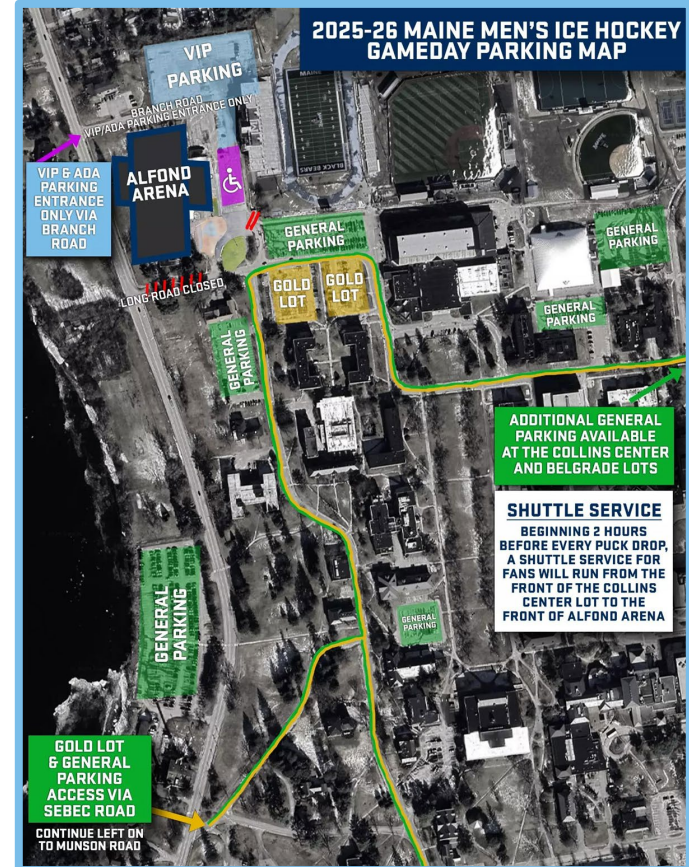 2025-26 MAINE MEN'S ICE HOCKEY
GAMEDAY PARKING MAP
VIP
PARKING
MAINE
BLACK BEARS
BRANCH ROAD
VIP/ADA PARKING ENTRANCE ONLY
VIP & ADA
PARKING
ENTRANCE
ONLY VIA
BRANCH
ROAD
ALFOND
ARENA
GENERAL
PARKING
GENERAL
PARKING
LONG ROAD CLOSED
GOLD
LOT
GOLD
LOT
GENERAL
PARKING
GENERAL
PARKING
ADDITIONAL GENERAL
PARKING AVAILABLE
AT THE COLLINS CENTER
AND BELGRADE LOTS
SHUTTLE SERVICE
BEGINNING 2 HOURS
BEFORE EVERY PUCK DROP,
A SHUTTLE SERVICE FOR
FANS WILL RUN FROM THE
FRONT OF THE COLLINS
CENTER LOT TO THE
FRONT OF ALFOND ARENA
GENERAL
PARKING
GENERAL
PARKING
GOLD LOT
& GENERAL
PARKING
ACCESS VIA
SEBEC ROAD
CONTINUE LEFT ON
TO MUNSON ROAD